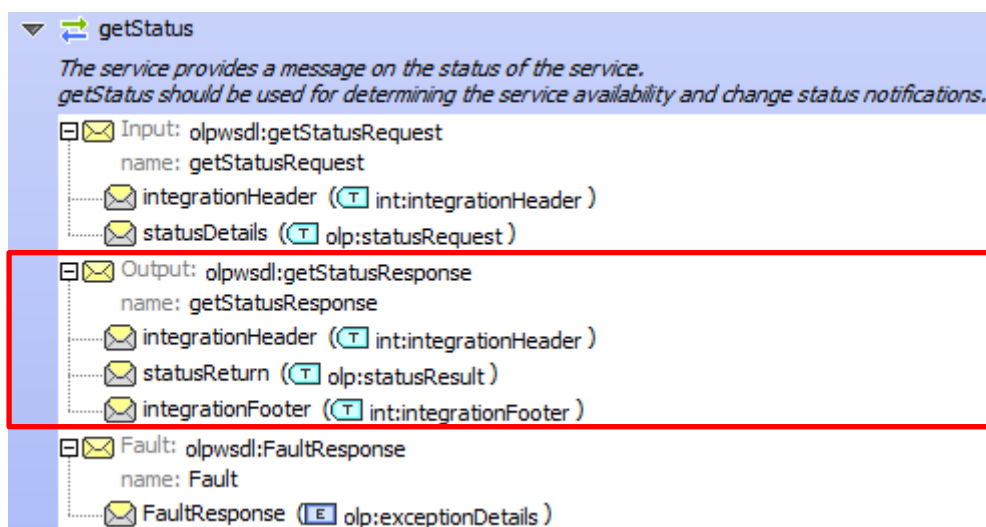 getStatus
The service provides a message on the status of the service.
getStatus should be used for determining the service availability and change status notifications.
Input: olpwsdl:getStatusRequest
name: getStatusRequest
integrationHeader ( T int:integrationHeader )
statusDetails ( T olp:statusRequest )
Output: olpwsdl:getStatusResponse
name: getStatusResponse
integrationHeader ( T int:integrationHeader )
statusReturn ( T olp:statusResult )
integrationFooter ( T int:integrationFooter )
Fault: olpwsdl:FaultResponse
name: Fault
FaultResponse ( E olp:exceptionDetails )